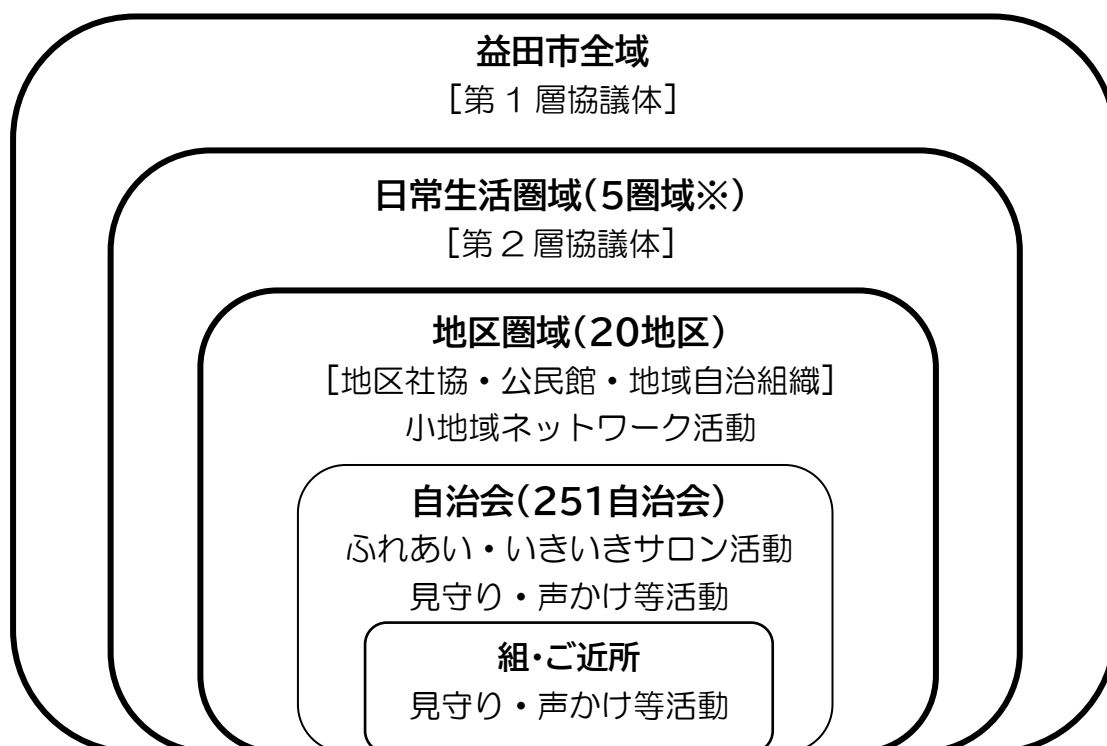 益田市全域
［第１層協議体］
日常生活圏域（５圏域※）
［第２層協議体］
地区圏域（20地区）
［地区社協・公民館・地域自治組織］
小地域ネットワーク活動
自治会（251自治会）
ふれあい・いきいきサロン活動
見守り・声かけ等活動
組・ご近所
見守り・声かけ等活動